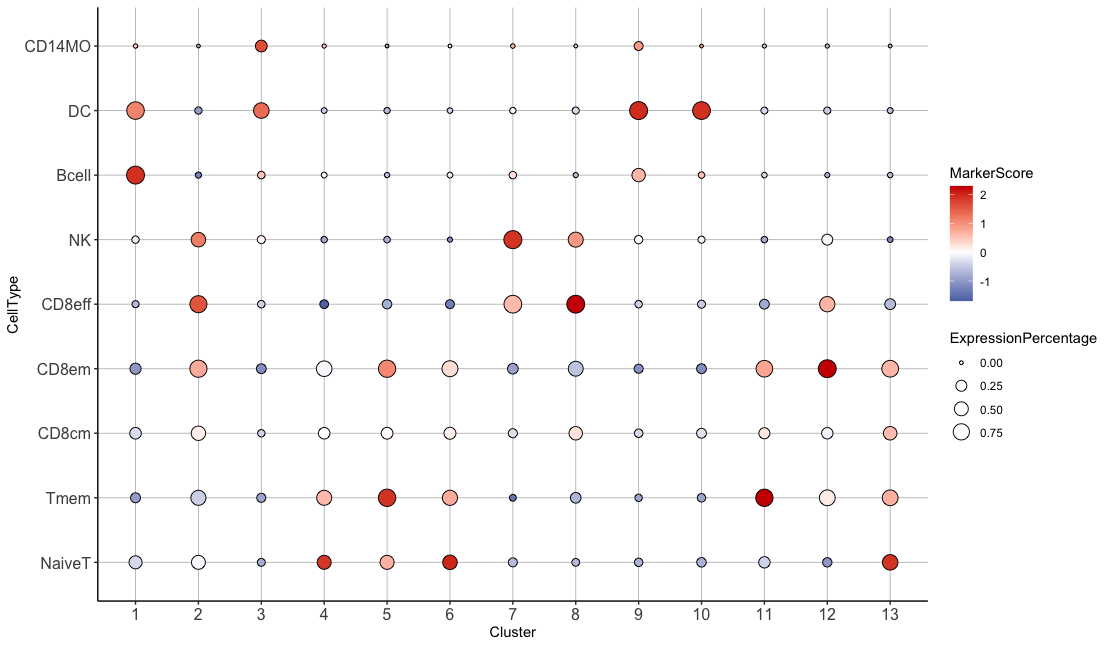 CD14MO
DC
Bcell
NK
CD8eff
CD8em
CD8cm
Tmem
NaiveT
CellType
1 2 3 4 5 6 7 8 9 10 11 12 13
Cluster
MarkerScore
2
1
0
-1
ExpressionPercentage
0.00
0.25
0.50
0.75